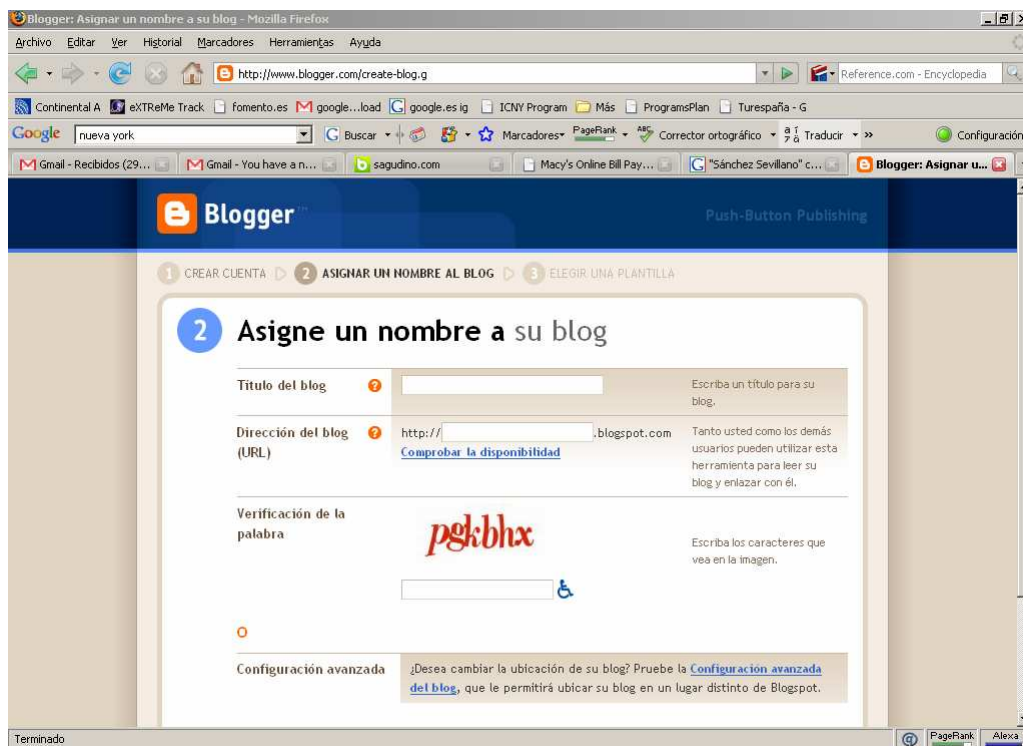 Blogger: Asignar un nombre a su blog - Mozilla Firefox
Archivo Editar Ver Historial Marcadores Herramientas Ayuda
http://www.blogger.com/create-blog.g Reference.com - Encyclopedia
Continental A eXTReMe Track fomento.es google...load google.es ig ICNY Program Más ProgramsPlan Turespaña - G
Google nueva york Buscar Marcadores PageRank Corrector ortográfico Traducir » Configuración
Gmail - Recibidos (29... Gmail - You have a n... sagudino.com Macy's Online Bill Pay... "Sánchez Sevillano" c... Blogger: Asignar u...
Blogger™ Push-Button Publishing
1 CREAR CUENTA 2 ASIGNAR UN NOMBRE AL BLOG 3 ELEGIR UNA PLANTILLA
2 Asigne un nombre a su blog
Título del blog ? Escriba un título para su
blog.
Dirección del blog ? http:// .blogspot.com Tanto usted como los demás
(URL) Comprobar la disponibilidad usuarios pueden utilizar esta
herramienta para leer su
blog y enlazar con él.
Verificación de la
palabra pgkbhx Escriba los caracteres que
vea en la imagen.
O
Configuración avanzada ¿Desea cambiar la ubicación de su blog? Pruebe la Configuración avanzada
del blog, que le permitirá ubicar su blog en un lugar distinto de Blogspot.
Terminado PageRank Alexa